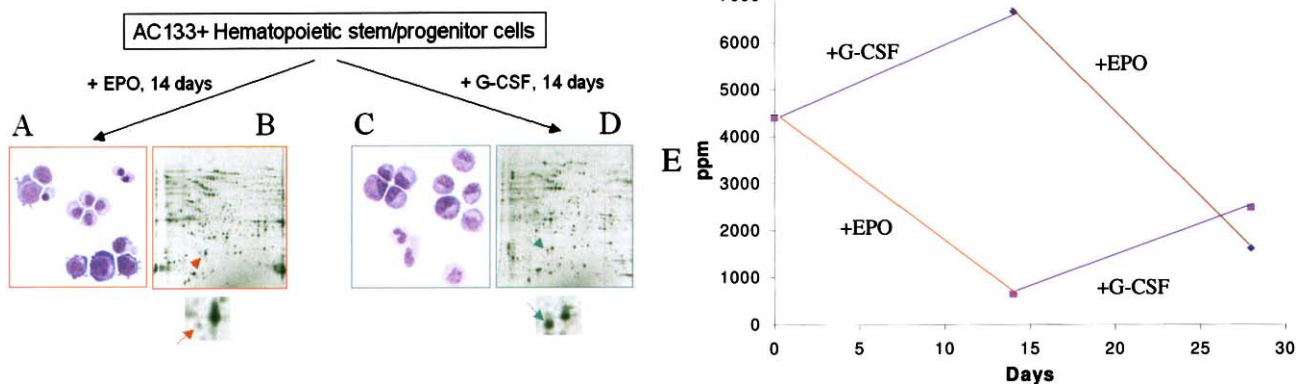 AC133+ Hematopoietic stem/progenitor cells
+ EPO, 14 days
+ G-CSF, 14 days
A
B
C
D
E
ppm
6000
5000
4000
3000
2000
1000
0
0
5
10
15
20
25
30
Days
+G-CSF
+EPO
+EPO
+G-CSF